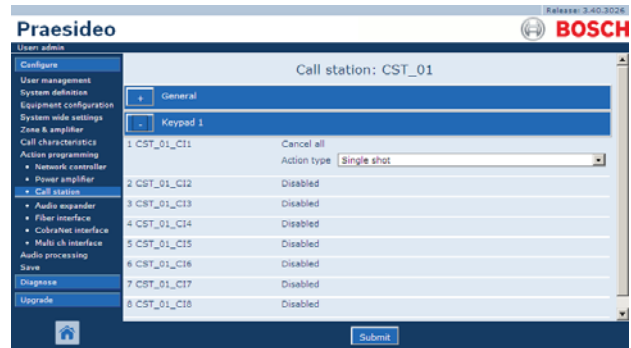 Release: 3.40.3026
Praesideo
BOSCH
User: admin
Configure
User management
System definition
Equipment configuration
System wide settings
Zone & amplifier
Call characteristics
Action programming
• Network controller
• Power amplifier
• Call station
• Audio expander
• Fiber interface
• CobraNet interface
• Multi ch interface
Audio processing
Save
Diagnose
Upgrade
Call station: CST_01
+ General
- Keypad 1
1 CST_01_CI1 Cancel all
Action type Single shot
2 CST_01_CI2 Disabled
3 CST_01_CI3 Disabled
4 CST_01_CI4 Disabled
5 CST_01_CI5 Disabled
6 CST_01_CI6 Disabled
7 CST_01_CI7 Disabled
8 CST_01_CI8 Disabled
Submit